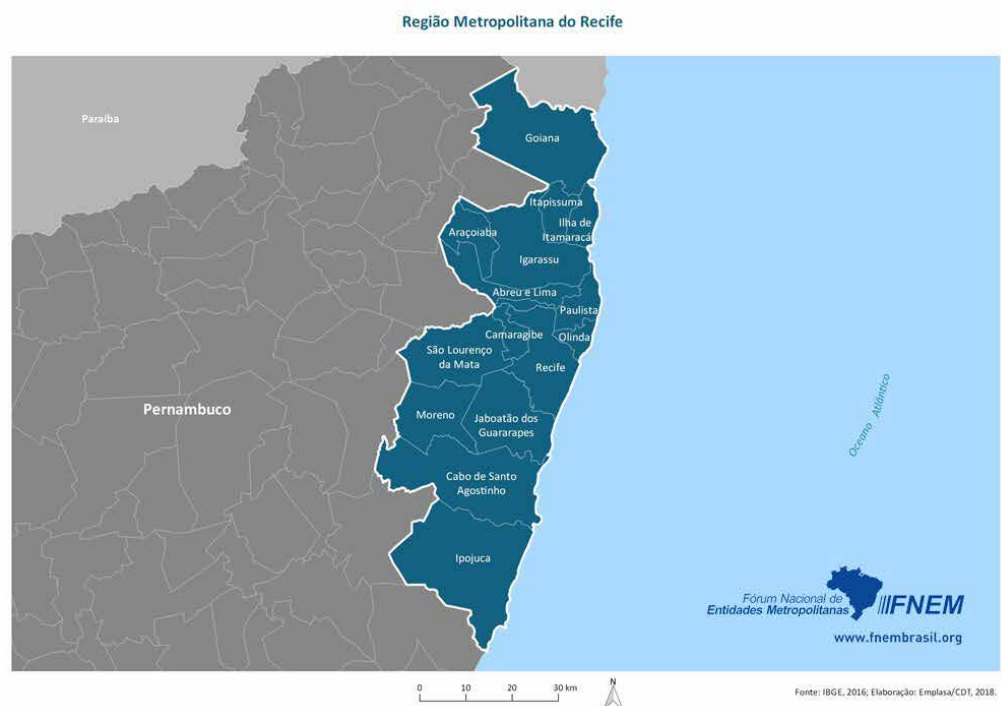 Região Metropolitana do Recife
Paraíba
Goiana
Itapissuma
Ilha de
Itamaracá
Araçoiaba
Igarassu
Abreu e Lima
Paulista
Camaragibe
Olinda
São Lourenço
da Mata
Recife
Pernambuco
Moreno
Jaboatão dos
Guararapes
Oceano Atlântico
Cabo de Santo
Agostinho
Ipojuca
Fórum Nacional de
Entidades Metropolitanas
FNEM
www.fnembrasil.org
0 10 20 30 km
N
Fonte: IBGE, 2016; Elaboração: Emplasa/CDT, 2018.